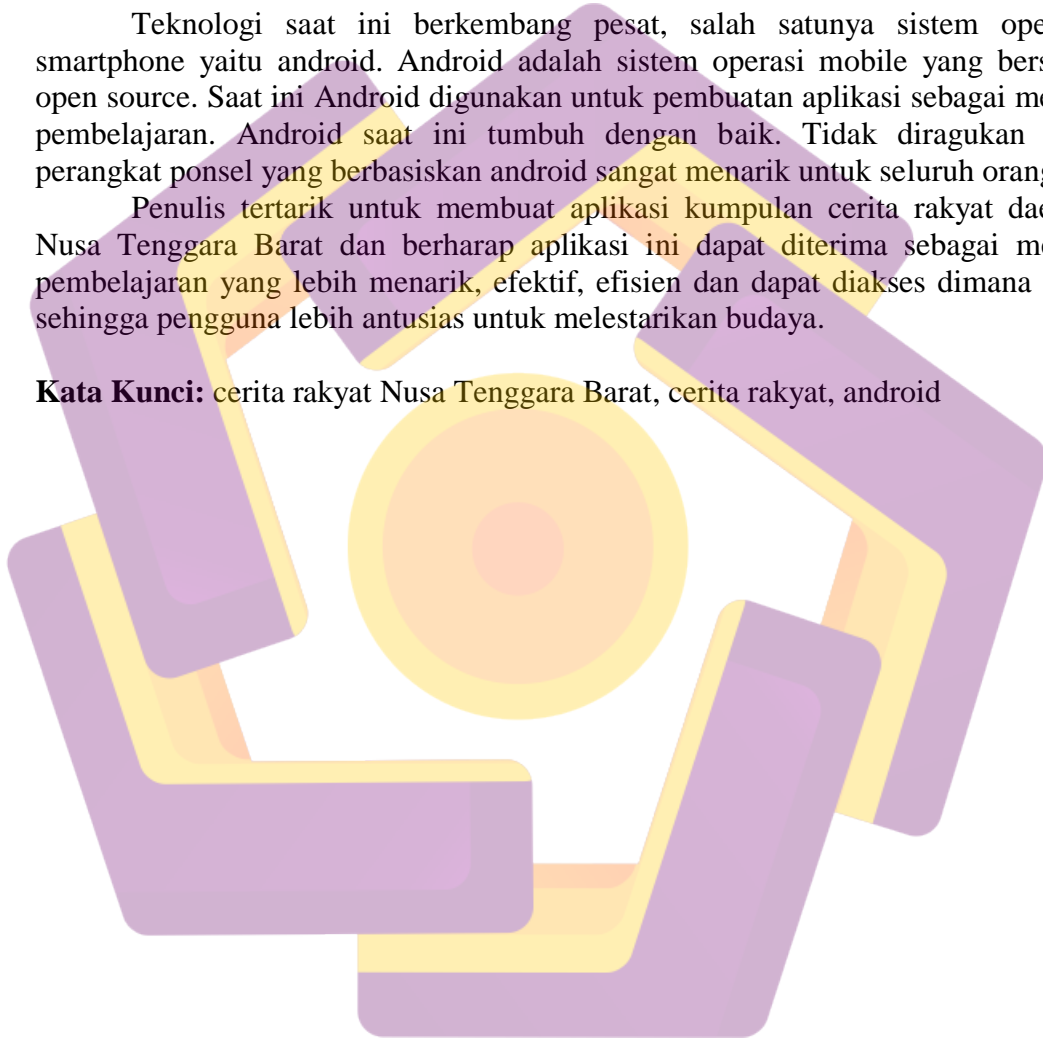 Teknologi saat ini berkembang pesat, salah satunya sistem ope
smartphone yaitu android. Android adalah sistem operasi mobile yang bers
open source. Saat ini Android digunakan untuk pembuatan aplikasi sebagai me
pembelajaran. Android saat ini tumbuh dengan baik. Tidak diragukan
perangkat ponsel yang berbasiskan android sangat menarik untuk seluruh orang
Penulis tertarik untuk membuat aplikasi kumpulan cerita rakyat dae
Nusa Tenggara Barat dan berharap aplikasi ini dapat diterima sebagai me
pembelajaran yang lebih menarik, efektif, efisien dan dapat diakses dimana
sehingga pengguna lebih antusias untuk melestarikan budaya.
Kata Kunci: cerita rakyat Nusa Tenggara Barat, cerita rakyat, android